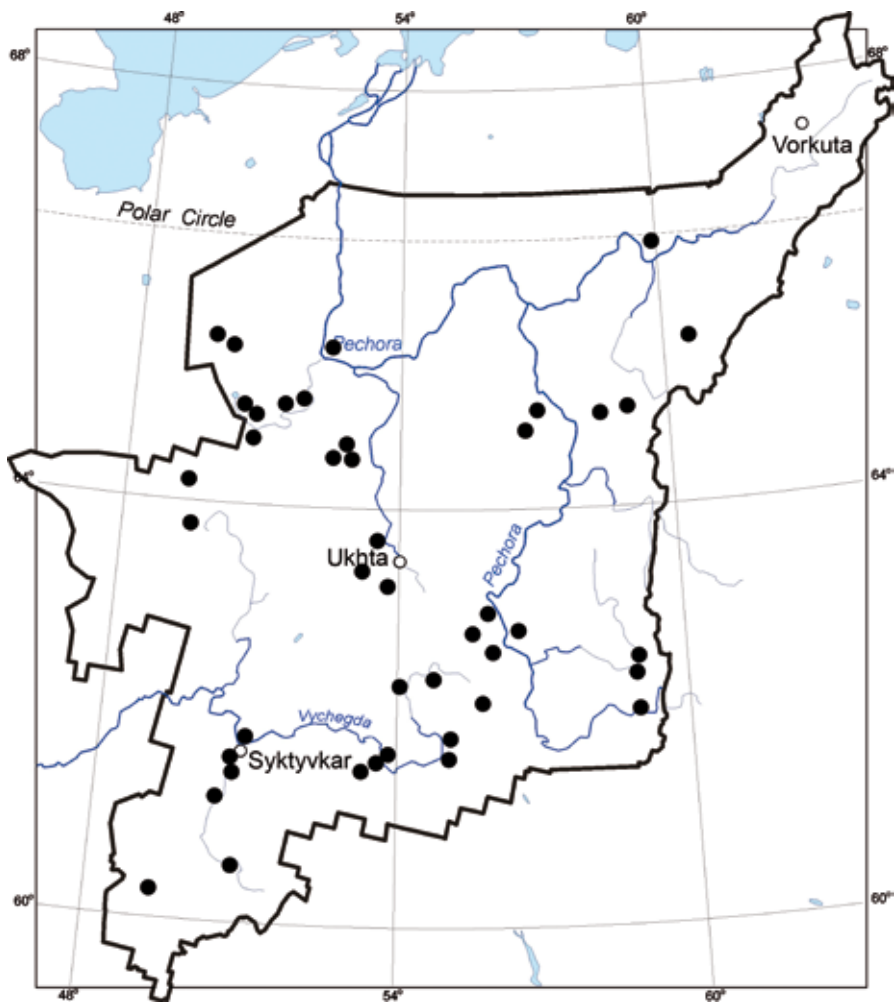 48° 54° 60°
68° 68°
Vorkuta
Polar Circle
Pechora
64° 64°
Ukhta
Pechora
Vychegda
Syktyvkar
60° 60°
48° 54° 60°